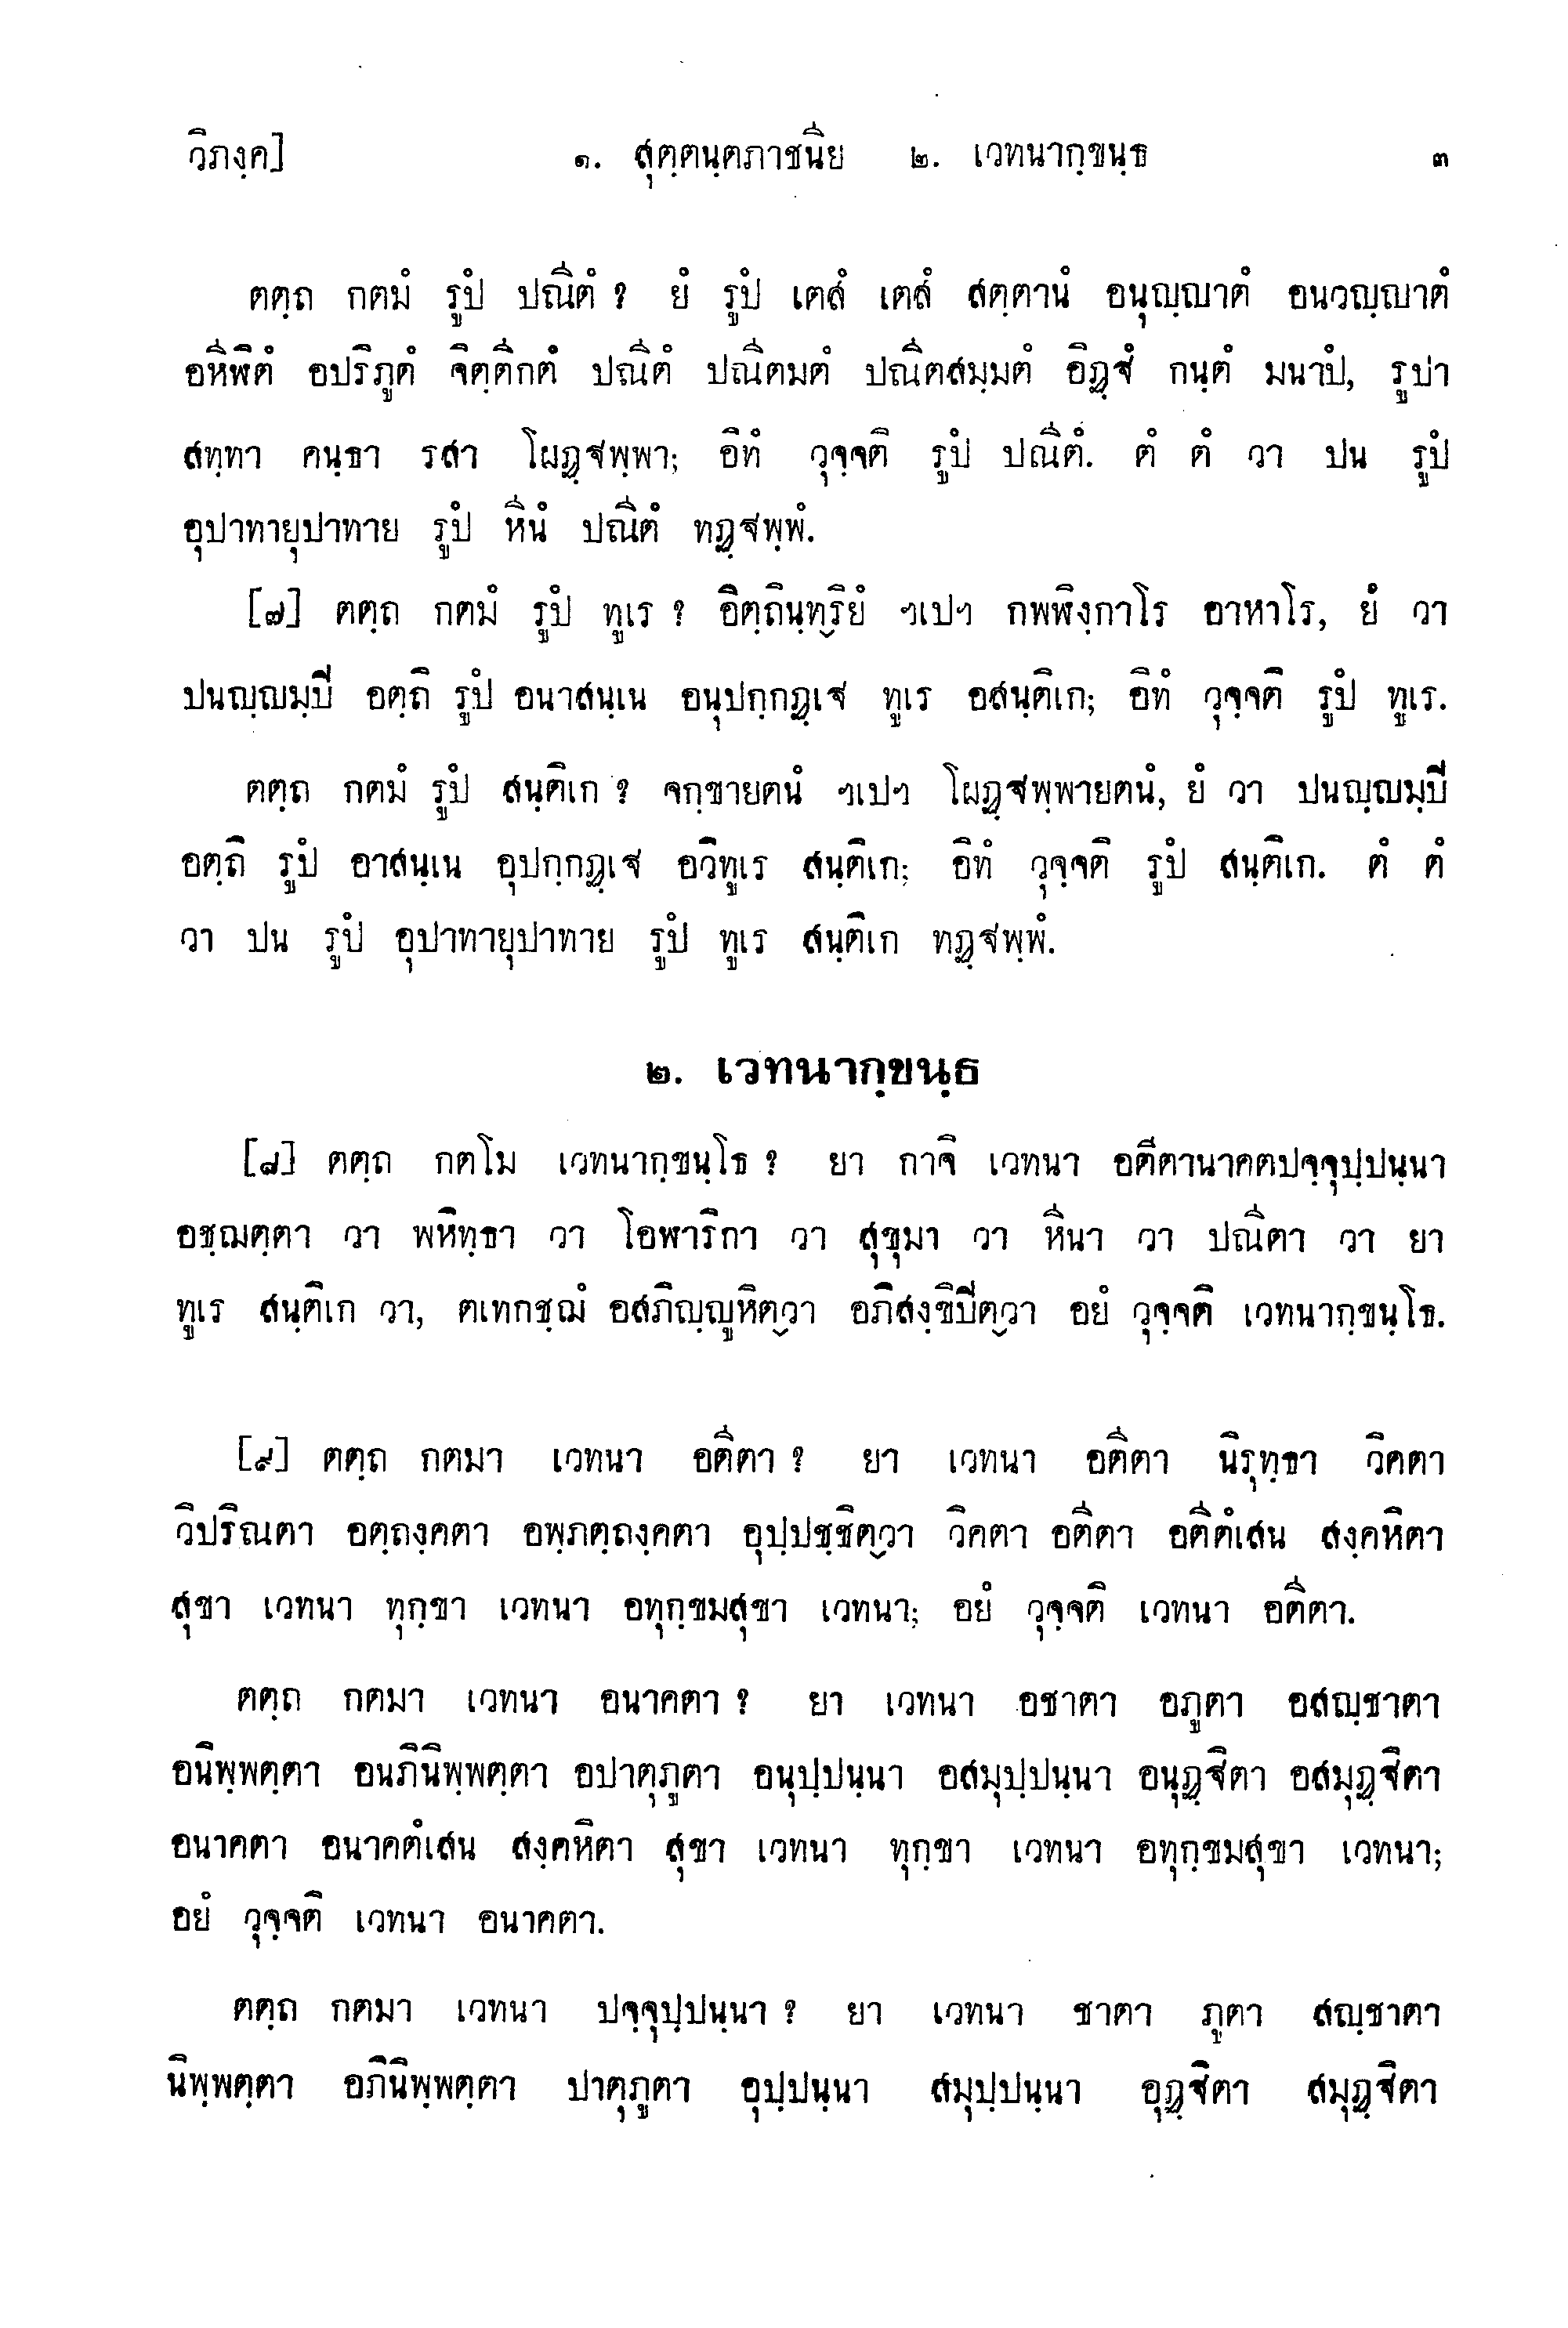 วิภงฺค] ๑. สุตฺตนฺตภาชนีย ๒. เวทนากฺขนฺธ ๓
ตตฺถ กตมํ รูปํ ปณีตํ ? ยํ รูปํ เตสํ เตสํ สตฺตานํ อนุญฺญาตํ อนวญฺญาตํ
อหีฬิตํ อปริภูตํ จิตฺตีกตํ ปณีตํ ปณีตมตํ ปณีตสมฺมตํ อิฏฺฐํ กนฺตํ มนาปํ, รูปา
สทฺทา คนฺธา รสา โผฏฺฐพฺพา; อิทํ วุจฺจติ รูปํ ปณีตํ. ตํ ตํ วา ปน รูปํ
อุปาทายุปาทาย รูปํ หีนํ ปณีตํ ทฏฺฐพฺพํ.
[๗] ตตฺถ กตมํ รูปํ ทูเร ? อิตฺถินฺทฺริยํ ฯเปฯ กพฬิงฺกาโร อาหาโร, ยํ วา
ปนญฺญมฺปิ อตฺถิ รูปํ อนาสนฺเน อนุปกฺกฏฺเฐ ทูเร อสนฺติเก; อิทํ วุจฺจติ รูปํ ทูเร.
ตตฺถ กตมํ รูปํ สนฺติเก ? จกฺขายตนํ ฯเปฯ โผฏฺฐพฺพายตนํ, ยํ วา ปนญฺญมฺปิ
อตฺถิ รูปํ อาสนฺเน อุปกฺกฏฺเฐ อวิทูเร สนฺติเก; อิทํ วุจฺจติ รูปํ สนฺติเก. ตํ ตํ
วา ปน รูปํ อุปาทายุปาทาย รูปํ ทูเร สนฺติเก ทฏฺฐพฺพํ.
๒. เวทนากฺขนฺธ
[๘] ตตฺถ กตโม เวทนากฺขนฺโธ ? ยา กาจิ เวทนา อตีตานาคตปจฺจุปฺปนฺนา
อชฺฌตฺตา วา พหิทฺธา วา โอฬาริกา วา สุขุมา วา หีนา วา ปณีตา วา ยา
ทูเร สนฺติเก วา, ตเทกชฺฌํ อสภิญฺญูหิตฺวา อภิสงฺขิปิตฺวา อยํ วุจฺจติ เวทนากฺขนฺโธ.
[๙] ตตฺถ กตมา เวทนา อตีตา ? ยา เวทนา อตีตา นิรุทฺธา วิคตา
วิปริณตา อตฺถงฺคตา อพฺภตฺถงฺคตา อุปฺปชฺชิตฺวา วิคตา อตีตา อตีตํเสน สงฺคหิตา
สุขา เวทนา ทุกฺขา เวทนา อทุกฺขมสุขา เวทนา; อยํ วุจฺจติ เวทนา อตีตา.
ตตฺถ กตมา เวทนา อนาคตา ? ยา เวทนา อชาตา อภูตา อสญฺชาตา
อนิพฺพตฺตา อนภินิพฺพตฺตา อปาตุภูตา อนุปฺปนฺนา อสมุปฺปนฺนา อนุฏฺฐิตา อสมุฏฺฐิตา
อนาคตา อนาคตํเสน สงฺคหิตา สุขา เวทนา ทุกฺขา เวทนา อทุกฺขมสุขา เวทนา;
อยํ วุจฺจติ เวทนา อนาคตา.
ตตฺถ กตมา เวทนา ปจฺจุปฺปนฺนา ? ยา เวทนา ชาตา ภูตา สญฺชาตา
นิพฺพตฺตา อภินิพฺพตฺตา ปาตุภูตา อุปฺปนฺนา สมุปฺปนฺนา อุฏฺฐิตา สมุฏฺฐิตา